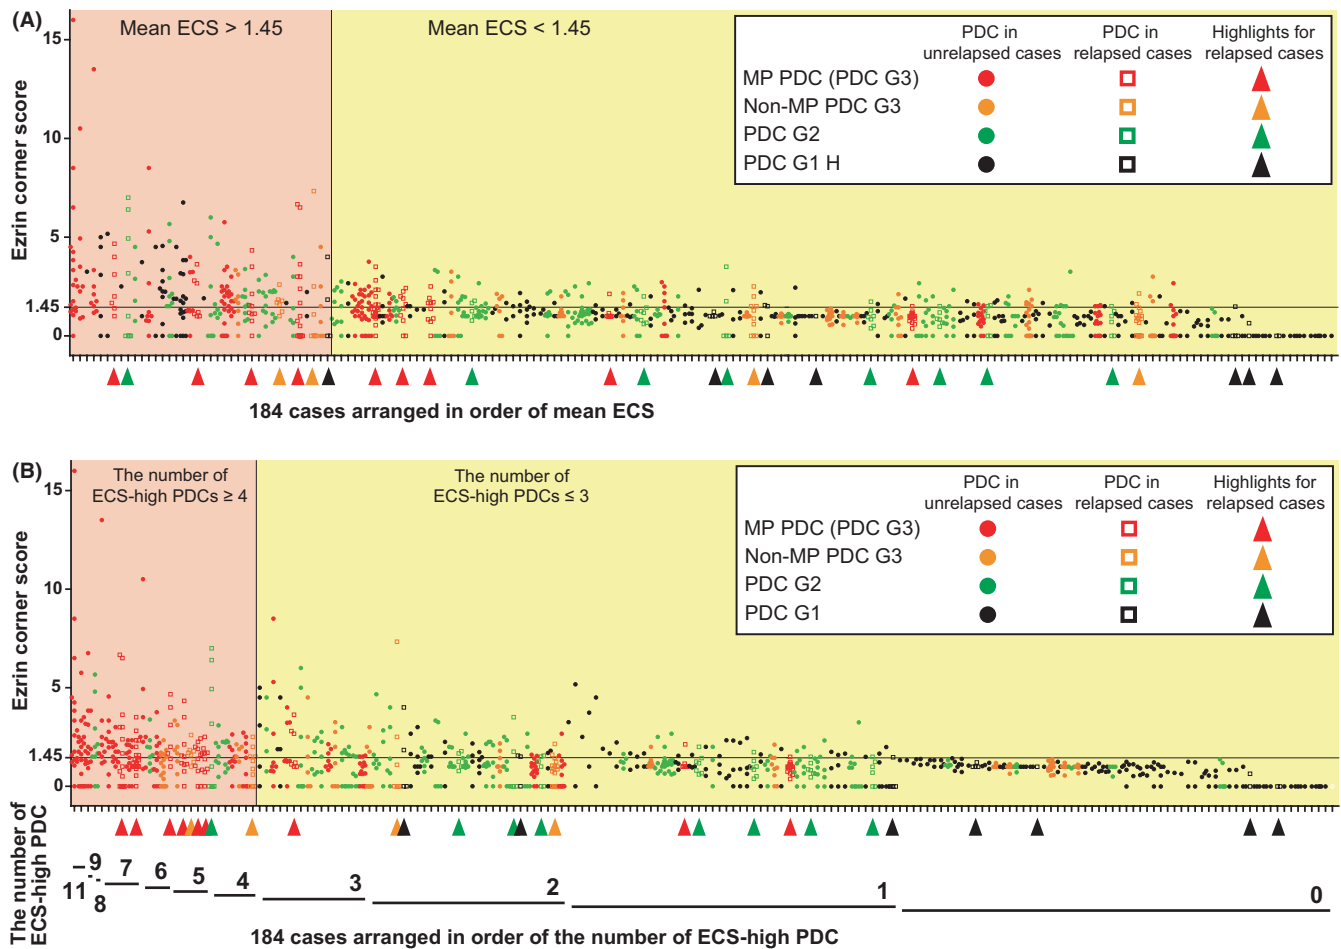 (A)
Mean ECS > 1.45
Mean ECS < 1.45
PDC in unrelapsed cases
PDC in relapsed cases
Highlights for relapsed cases
MP PDC (PDC G3)
Non-MP PDC G3
PDC G2
PDC G1 H
Ezrin corner score
15
10
5
1.45
0
184 cases arranged in order of mean ECS
(B)
The number of
ECS-high PDCs ≥ 4
The number of
ECS-high PDCs ≤ 3
PDC in unrelapsed cases
PDC in relapsed cases
Highlights for relapsed cases
MP PDC (PDC G3)
Non-MP PDC G3
PDC G2
PDC G1
Ezrin corner score
15
10
5
1.45
0
The number of
ECS-high PDC
11 9 8 7 6 5 4 3 2 1 0
184 cases arranged in order of the number of ECS-high PDC